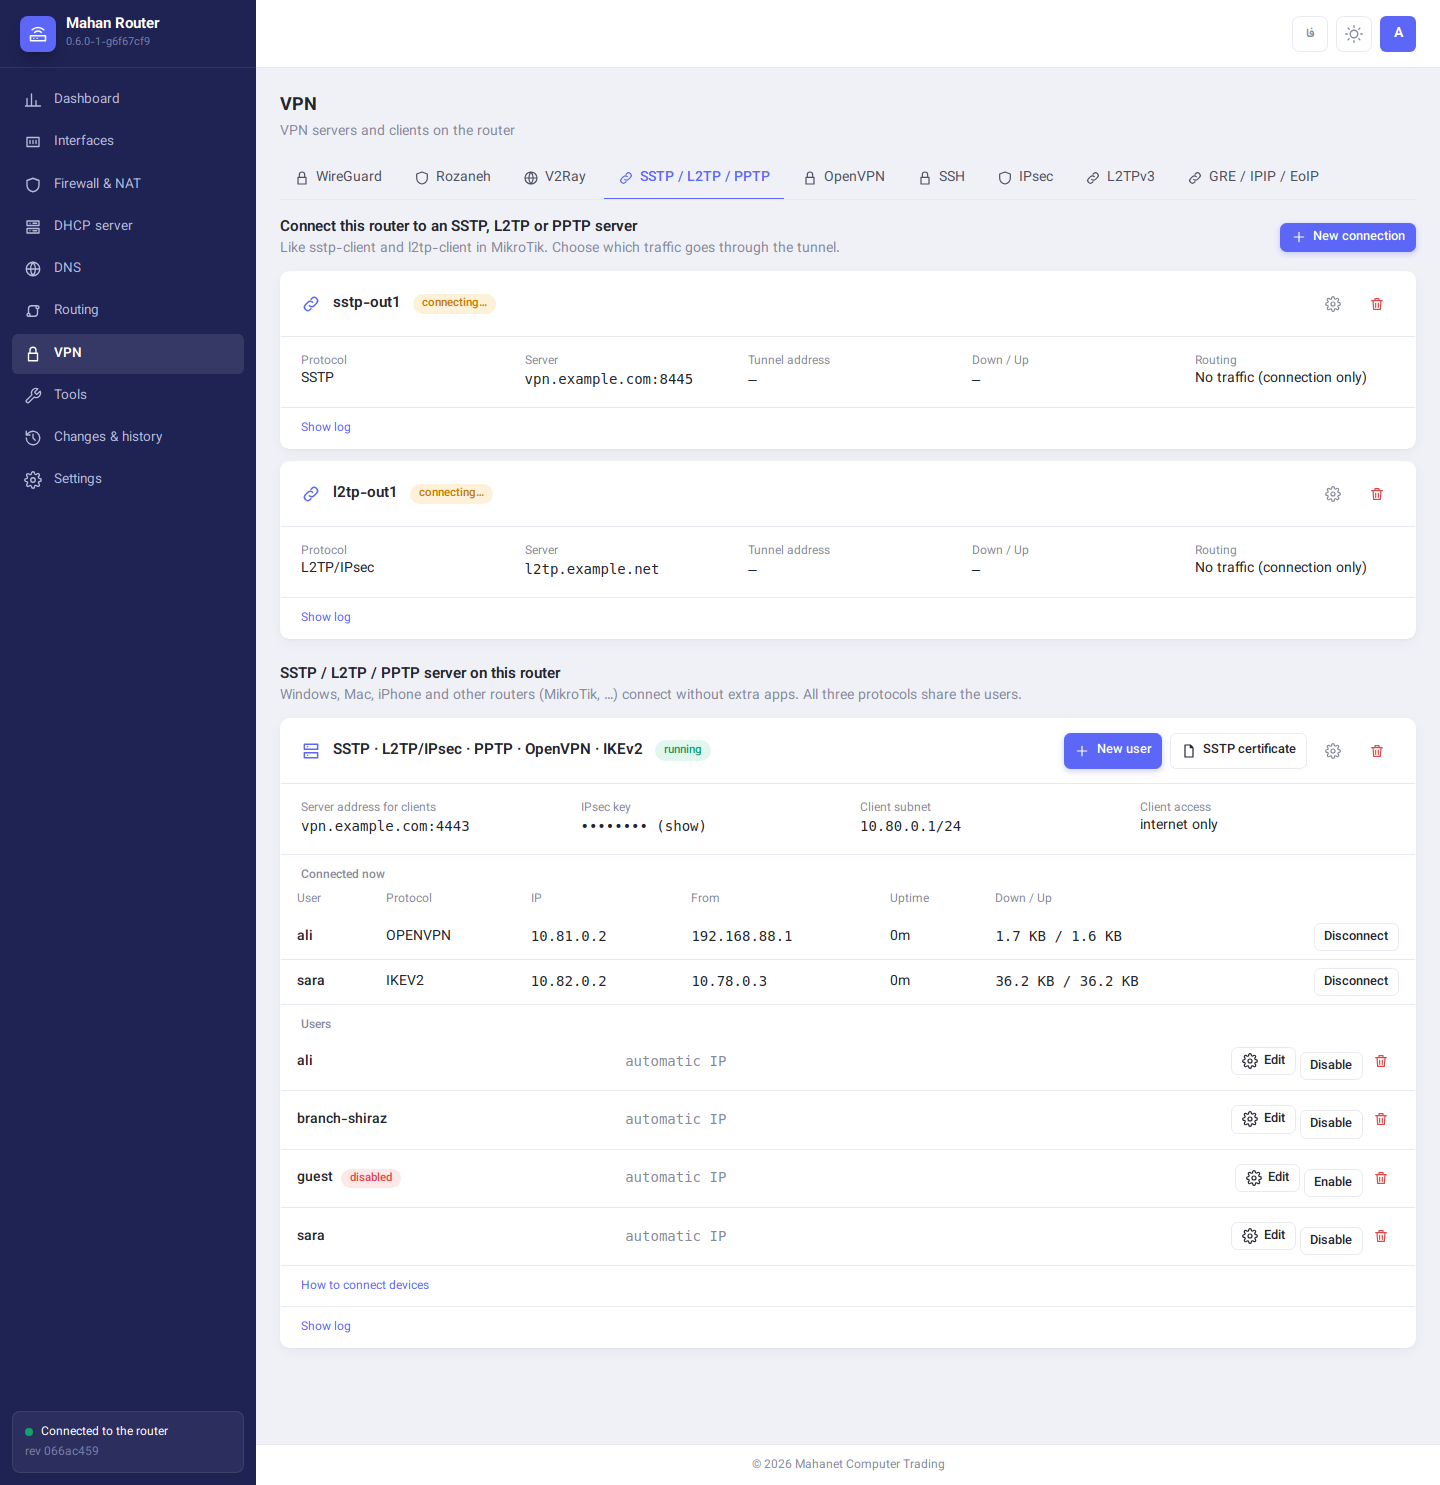 Mahan Router
0.6.0-1-g6f67cf9
Dashboard
Interfaces
Firewall & NAT
DHCP server
DNS
Routing
VPN
Tools
Changes & history
Settings
Connected to the router
rev 066ac459
فا
A
VPN
VPN servers and clients on the router
WireGuard Rozaneh V2Ray SSTP / L2TP / PPTP OpenVPN SSH IPsec L2TPv3 GRE / IPIP / EoIP
Connect this router to an SSTP, L2TP or PPTP server
Like sstp-client and l2tp-client in MikroTik. Choose which traffic goes through the tunnel.
New connection
sstp-out1 connecting...
Protocol Server Tunnel address Down / Up Routing
SSTP vpn.example.com:8445 — — No traffic (connection only)
Show log
l2tp-out1 connecting...
Protocol Server Tunnel address Down / Up Routing
L2TP/IPsec l2tp.example.net — — No traffic (connection only)
Show log
SSTP / L2TP / PPTP server on this router
Windows, Mac, iPhone and other routers (MikroTik, ...) connect without extra apps. All three protocols share the users.
SSTP · L2TP/IPsec · PPTP · OpenVPN · IKEv2 running New user SSTP certificate
Server address for clients IPsec key Client subnet Client access
vpn.example.com:4443 •••••••• (show) 10.80.0.1/24 internet only
Connected now
User Protocol IP From Uptime Down / Up
ali OPENVPN 10.81.0.2 192.168.88.1 0m 1.7 KB / 1.6 KB Disconnect
sara IKEV2 10.82.0.2 10.78.0.3 0m 36.2 KB / 36.2 KB Disconnect
Users
ali automatic IP Edit Disable
branch-shiraz automatic IP Edit Disable
guest disabled automatic IP Edit Enable
sara automatic IP Edit Disable
How to connect devices
Show log
© 2026 Mahanet Computer Trading